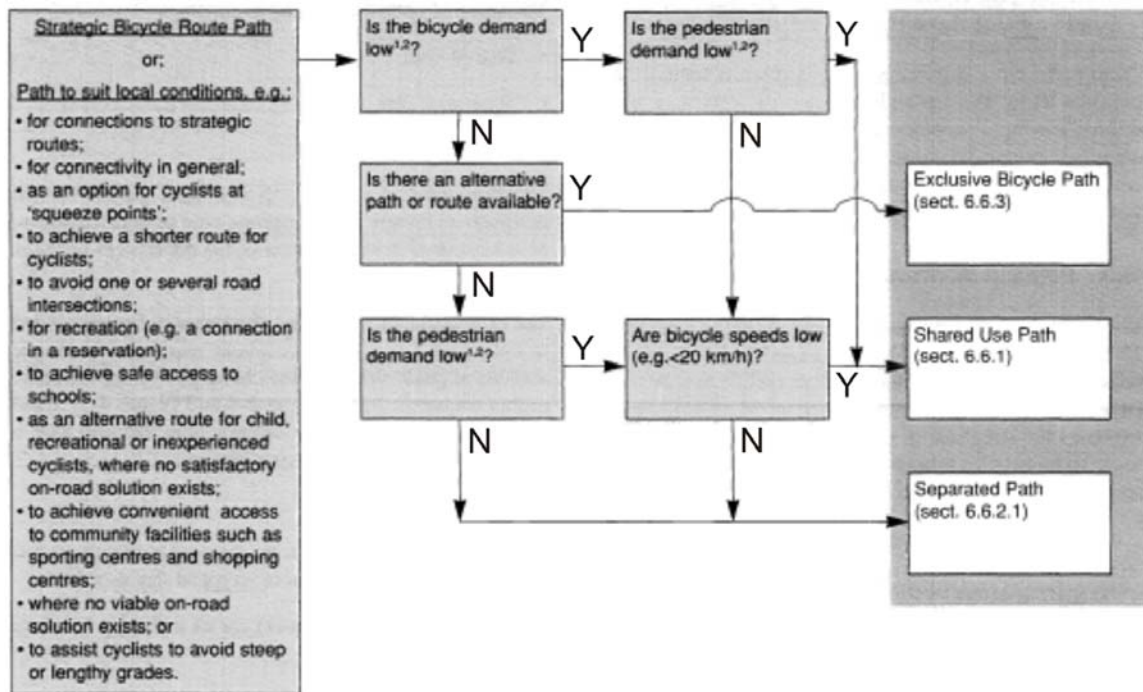 Strategic Bicycle Route Path
or;
Path to suit local conditions, e.g.:
• for connections to strategic
routes;
• for connectivity in general;
• as an option for cyclists at
‘squeeze points’;
• to achieve a shorter route for
cyclists;
• to avoid one or several road
intersections;
• for recreation (e.g. a connection
in a reservation);
• to achieve safe access to
schools;
• as an alternative route for child,
recreational or inexperienced
cyclists, where no satisfactory
on-road solution exists;
• to achieve convenient access
to community facilities such as
sporting centres and shopping
centres;
• where no viable on-road
solution exists; or
• to assist cyclists to avoid steep
or lengthy grades.
Is the bicycle demand
low¹,²?
Y
N
Is the pedestrian
demand low¹,²?
Y
N
Is there an alternative
path or route available?
Y
N
Is the pedestrian
demand low¹,²?
Y
N
Are bicycle speeds low
(e.g.<20 km/h)?
Y
N
Exclusive Bicycle Path
(sect. 6.6.3)
Shared Use Path
(sect. 6.6.1)
Separated Path
(sect. 6.6.2.1)